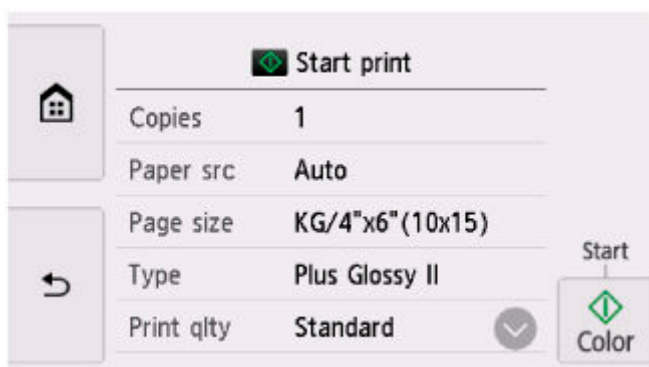 Start print
Copies 1
Paper src Auto
Page size KG/4"x6"(10x15)
Type Plus Glossy II
Print qlty Standard
Start
Color